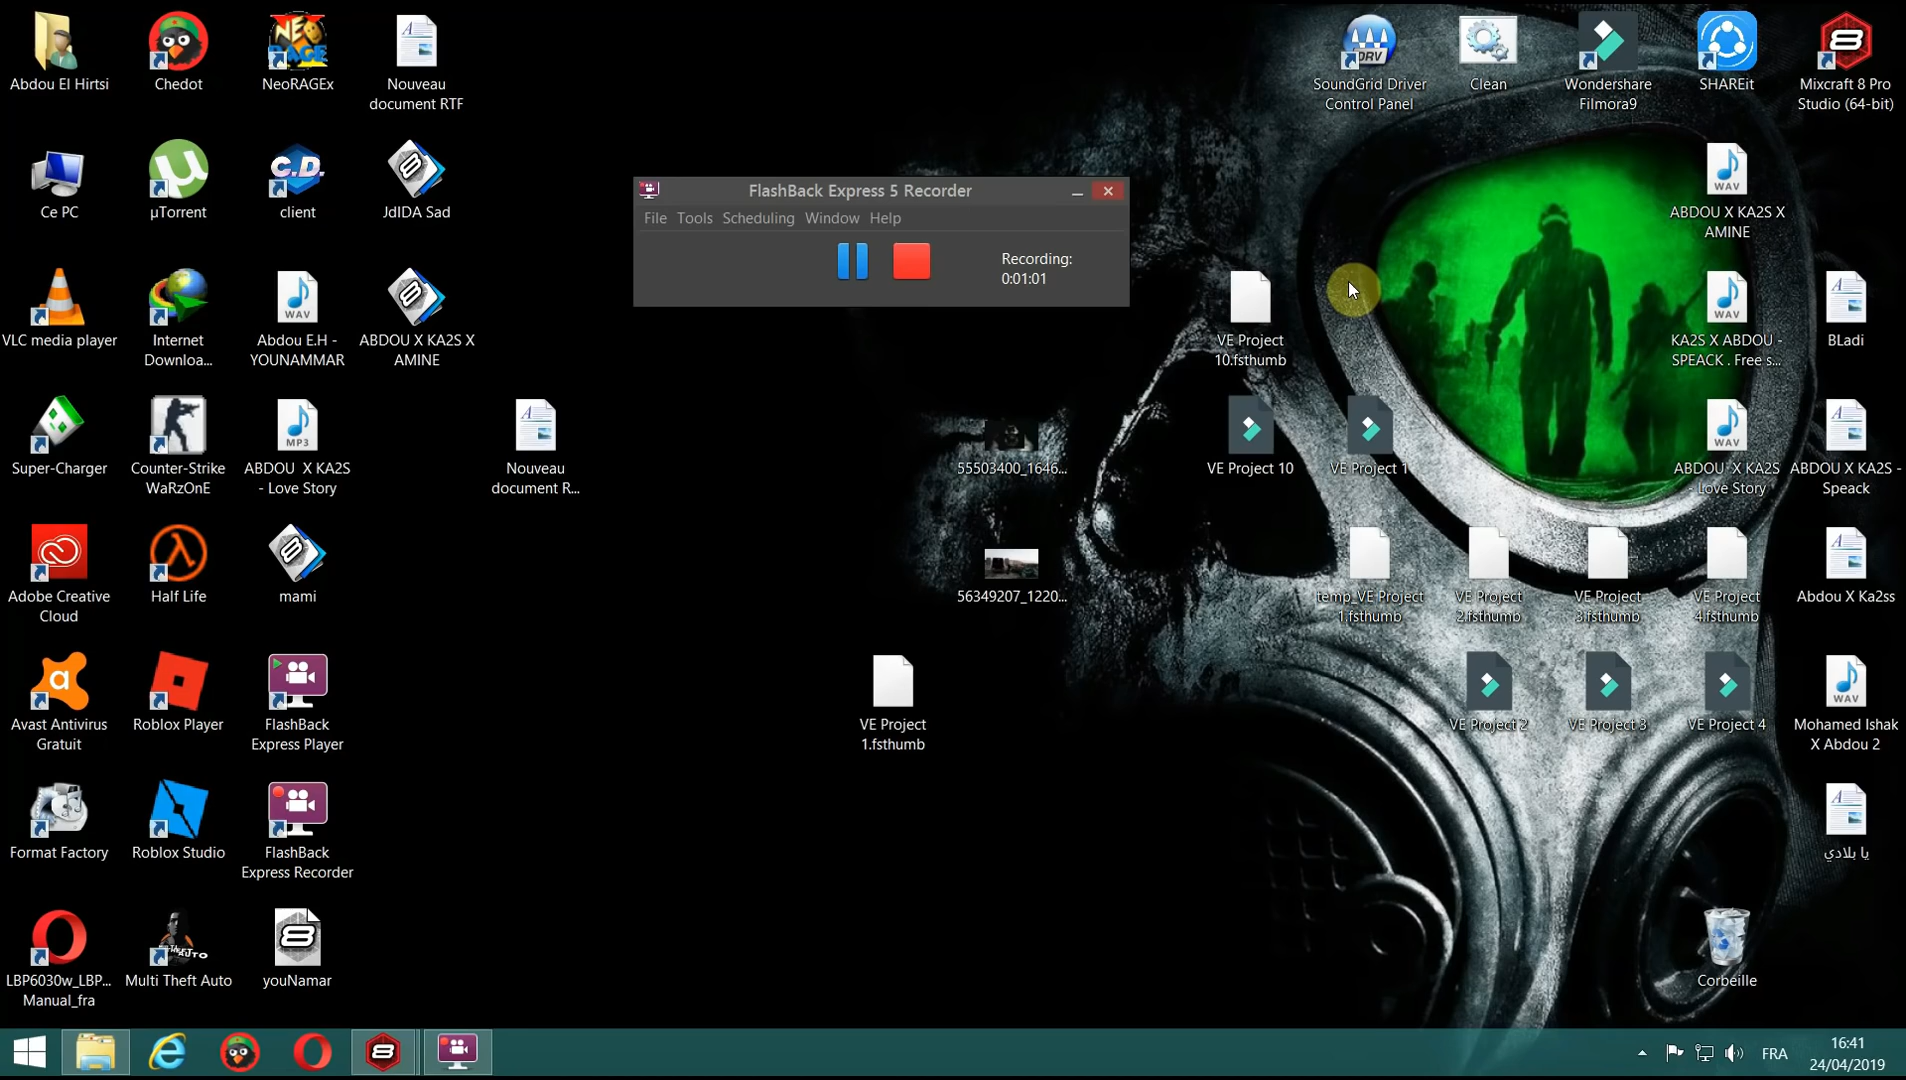 Abdou El Hirtsi
Chedot
NeoRAGEx
Nouveau
document RTF
DRV
SoundGrid Driver
Control Panel
Clean
Wondershare
Filmora9
SHAREit
Mixcraft 8 Pro
Studio (64-bit)
Ce PC
µTorrent
C.D.
client
JdIDA Sad
FlashBack Express 5 Recorder
File
Tools
Scheduling
Window
Help
Recording:
0:01:01
WAV
ABDOU X KA2S X
AMINE
VLC media player
Internet
Downloa...
WAV
Abdou E.H -
YOUNAMMAR
ABDOU X KA2S X
AMINE
VE Project
10.fsthumb
WAV
KA2S X ABDOU -
SPEACK . Free s...
BLadi
Super-Charger
Counter-Strike
WaRzOnE
MP3
ABDOU X KA2S
- Love Story
Nouveau
document R...
55503400_1646...
VE Project 10
VE Project 1
WAV
ABDOU X KA2S
- Love Story
ABDOU X KA2S -
Speack
Adobe Creative
Cloud
Half Life
mami
56349207_1220...
temp_VE Project
1.fsthumb
VE Project
2.fsthumb
VE Project
3.fsthumb
VE Project
4.fsthumb
Abdou X Ka2ss
Avast Antivirus
Gratuit
Roblox Player
FlashBack
Express Player
VE Project
1.fsthumb
VE Project 2
VE Project 3
VE Project 4
WAV
Mohamed Ishak
X Abdou 2
Format Factory
Roblox Studio
FlashBack
Express Recorder
يا بلادي
LBP6030w_LBP...
Manual_fra
Multi Theft Auto
youNamar
Corbeille
FRA
16:41
24/04/2019